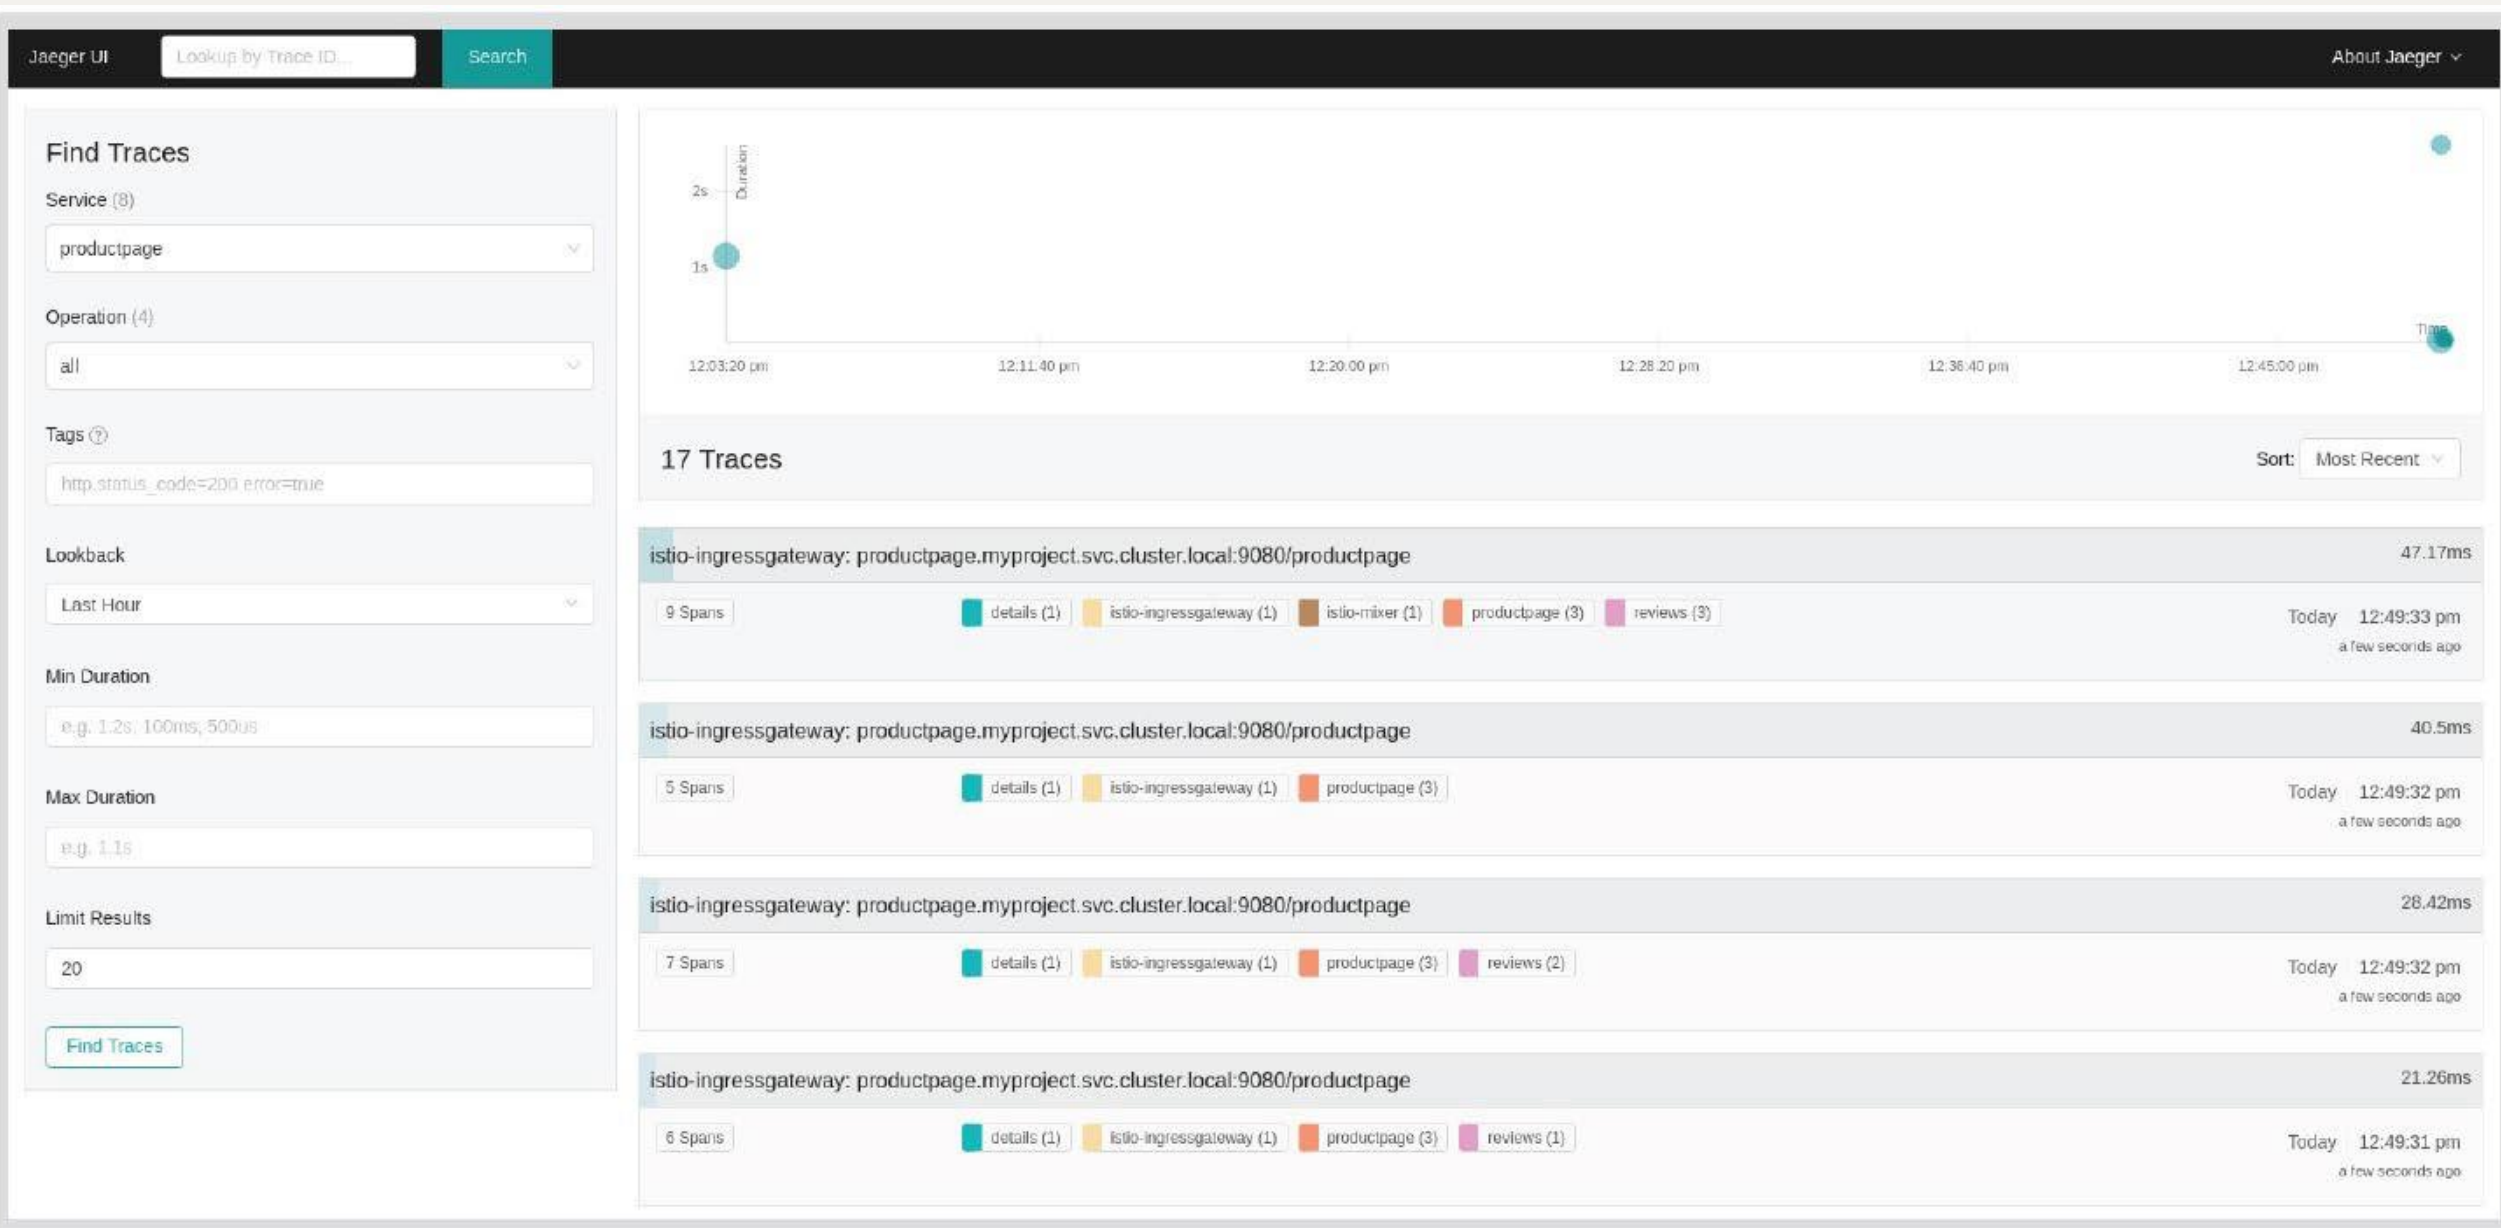 Jaeger UI
Lookup by Trace ID...
Search
About Jaeger
Find Traces
Service (8)
productpage
Operation (4)
all
Tags
http.status_code=200 error=true
Lookback
Last Hour
Min Duration
e.g. 1.2s, 100ms, 500us
Max Duration
e.g. 1.1s
Limit Results
20
Find Traces
Duration
2s
1s
Time
12:03:20 pm 12:11:40 pm 12:20:00 pm 12:28:20 pm 12:36:40 pm 12:45:00 pm
17 Traces
Sort: Most Recent
istio-ingressgateway: productpage.myproject.svc.cluster.local:9080/productpage 47.17ms
9 Spans details (1) istio-ingressgateway (1) istio-mixer (1) productpage (3) reviews (3) Today 12:49:33 pm
a few seconds ago
istio-ingressgateway: productpage.myproject.svc.cluster.local:9080/productpage 40.5ms
5 Spans details (1) istio-ingressgateway (1) productpage (3) Today 12:49:32 pm
a few seconds ago
istio-ingressgateway: productpage.myproject.svc.cluster.local:9080/productpage 28.42ms
7 Spans details (1) istio-ingressgateway (1) productpage (3) reviews (2) Today 12:49:32 pm
a few seconds ago
istio-ingressgateway: productpage.myproject.svc.cluster.local:9080/productpage 21.26ms
6 Spans details (1) istio-ingressgateway (1) productpage (3) reviews (1) Today 12:49:31 pm
a few seconds ago